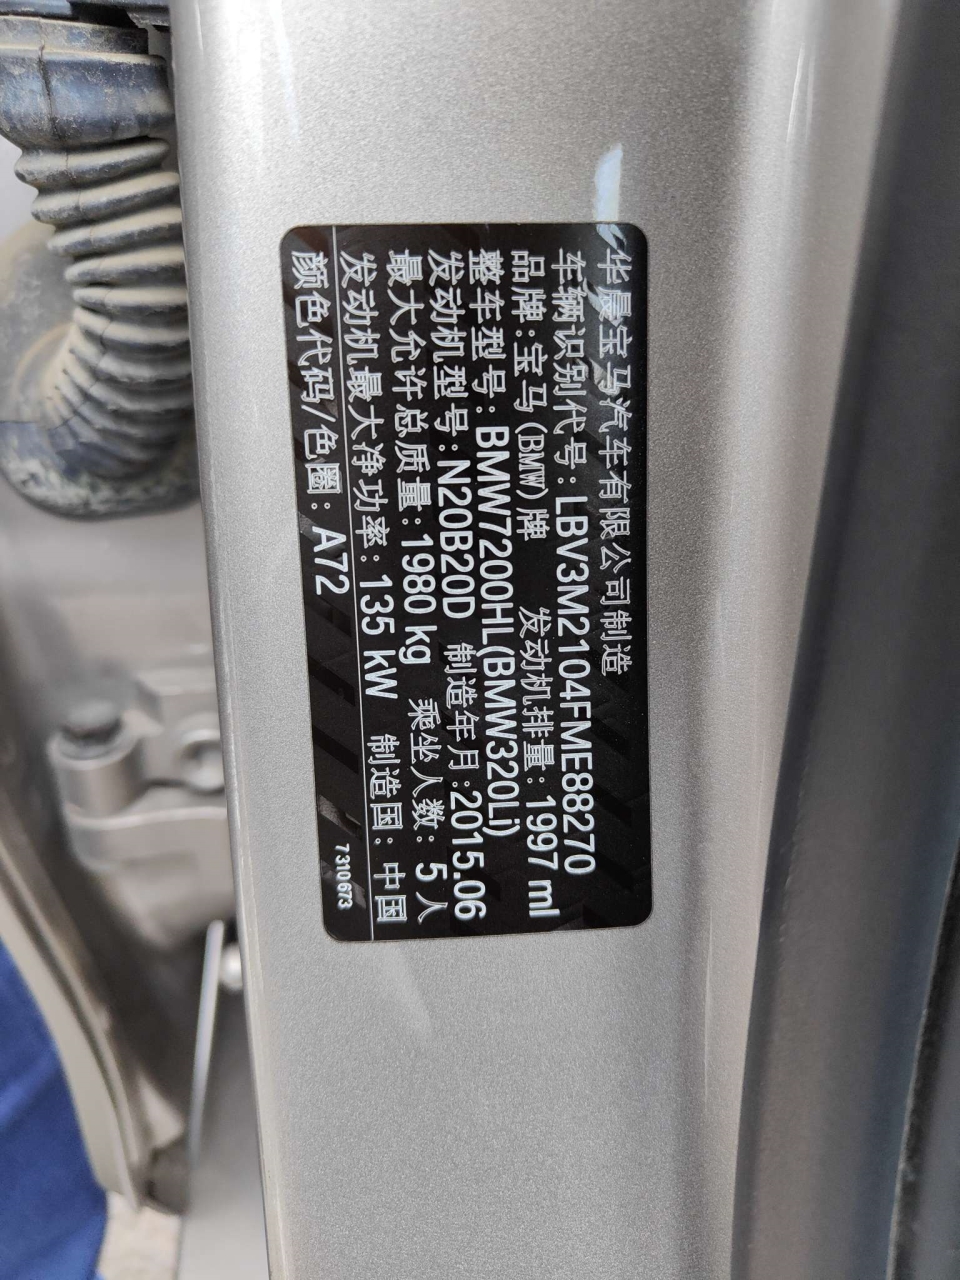 华晨宝马汽车有限公司制造
车辆识别代号: LBV3M2104FME88270
品牌:宝马(BMW)牌 发动机排量: 1997 ml
整车型号: BMW7200HL(BMW320Li)
发动机型号:N20B20D 制造年月:2015.06
最大允许总质量: 1980 kg 乘坐人数: 5 人
发动机最大净功率: 135 kW 制造国: 中国
颜色代码/色圈: A72 7 310 673